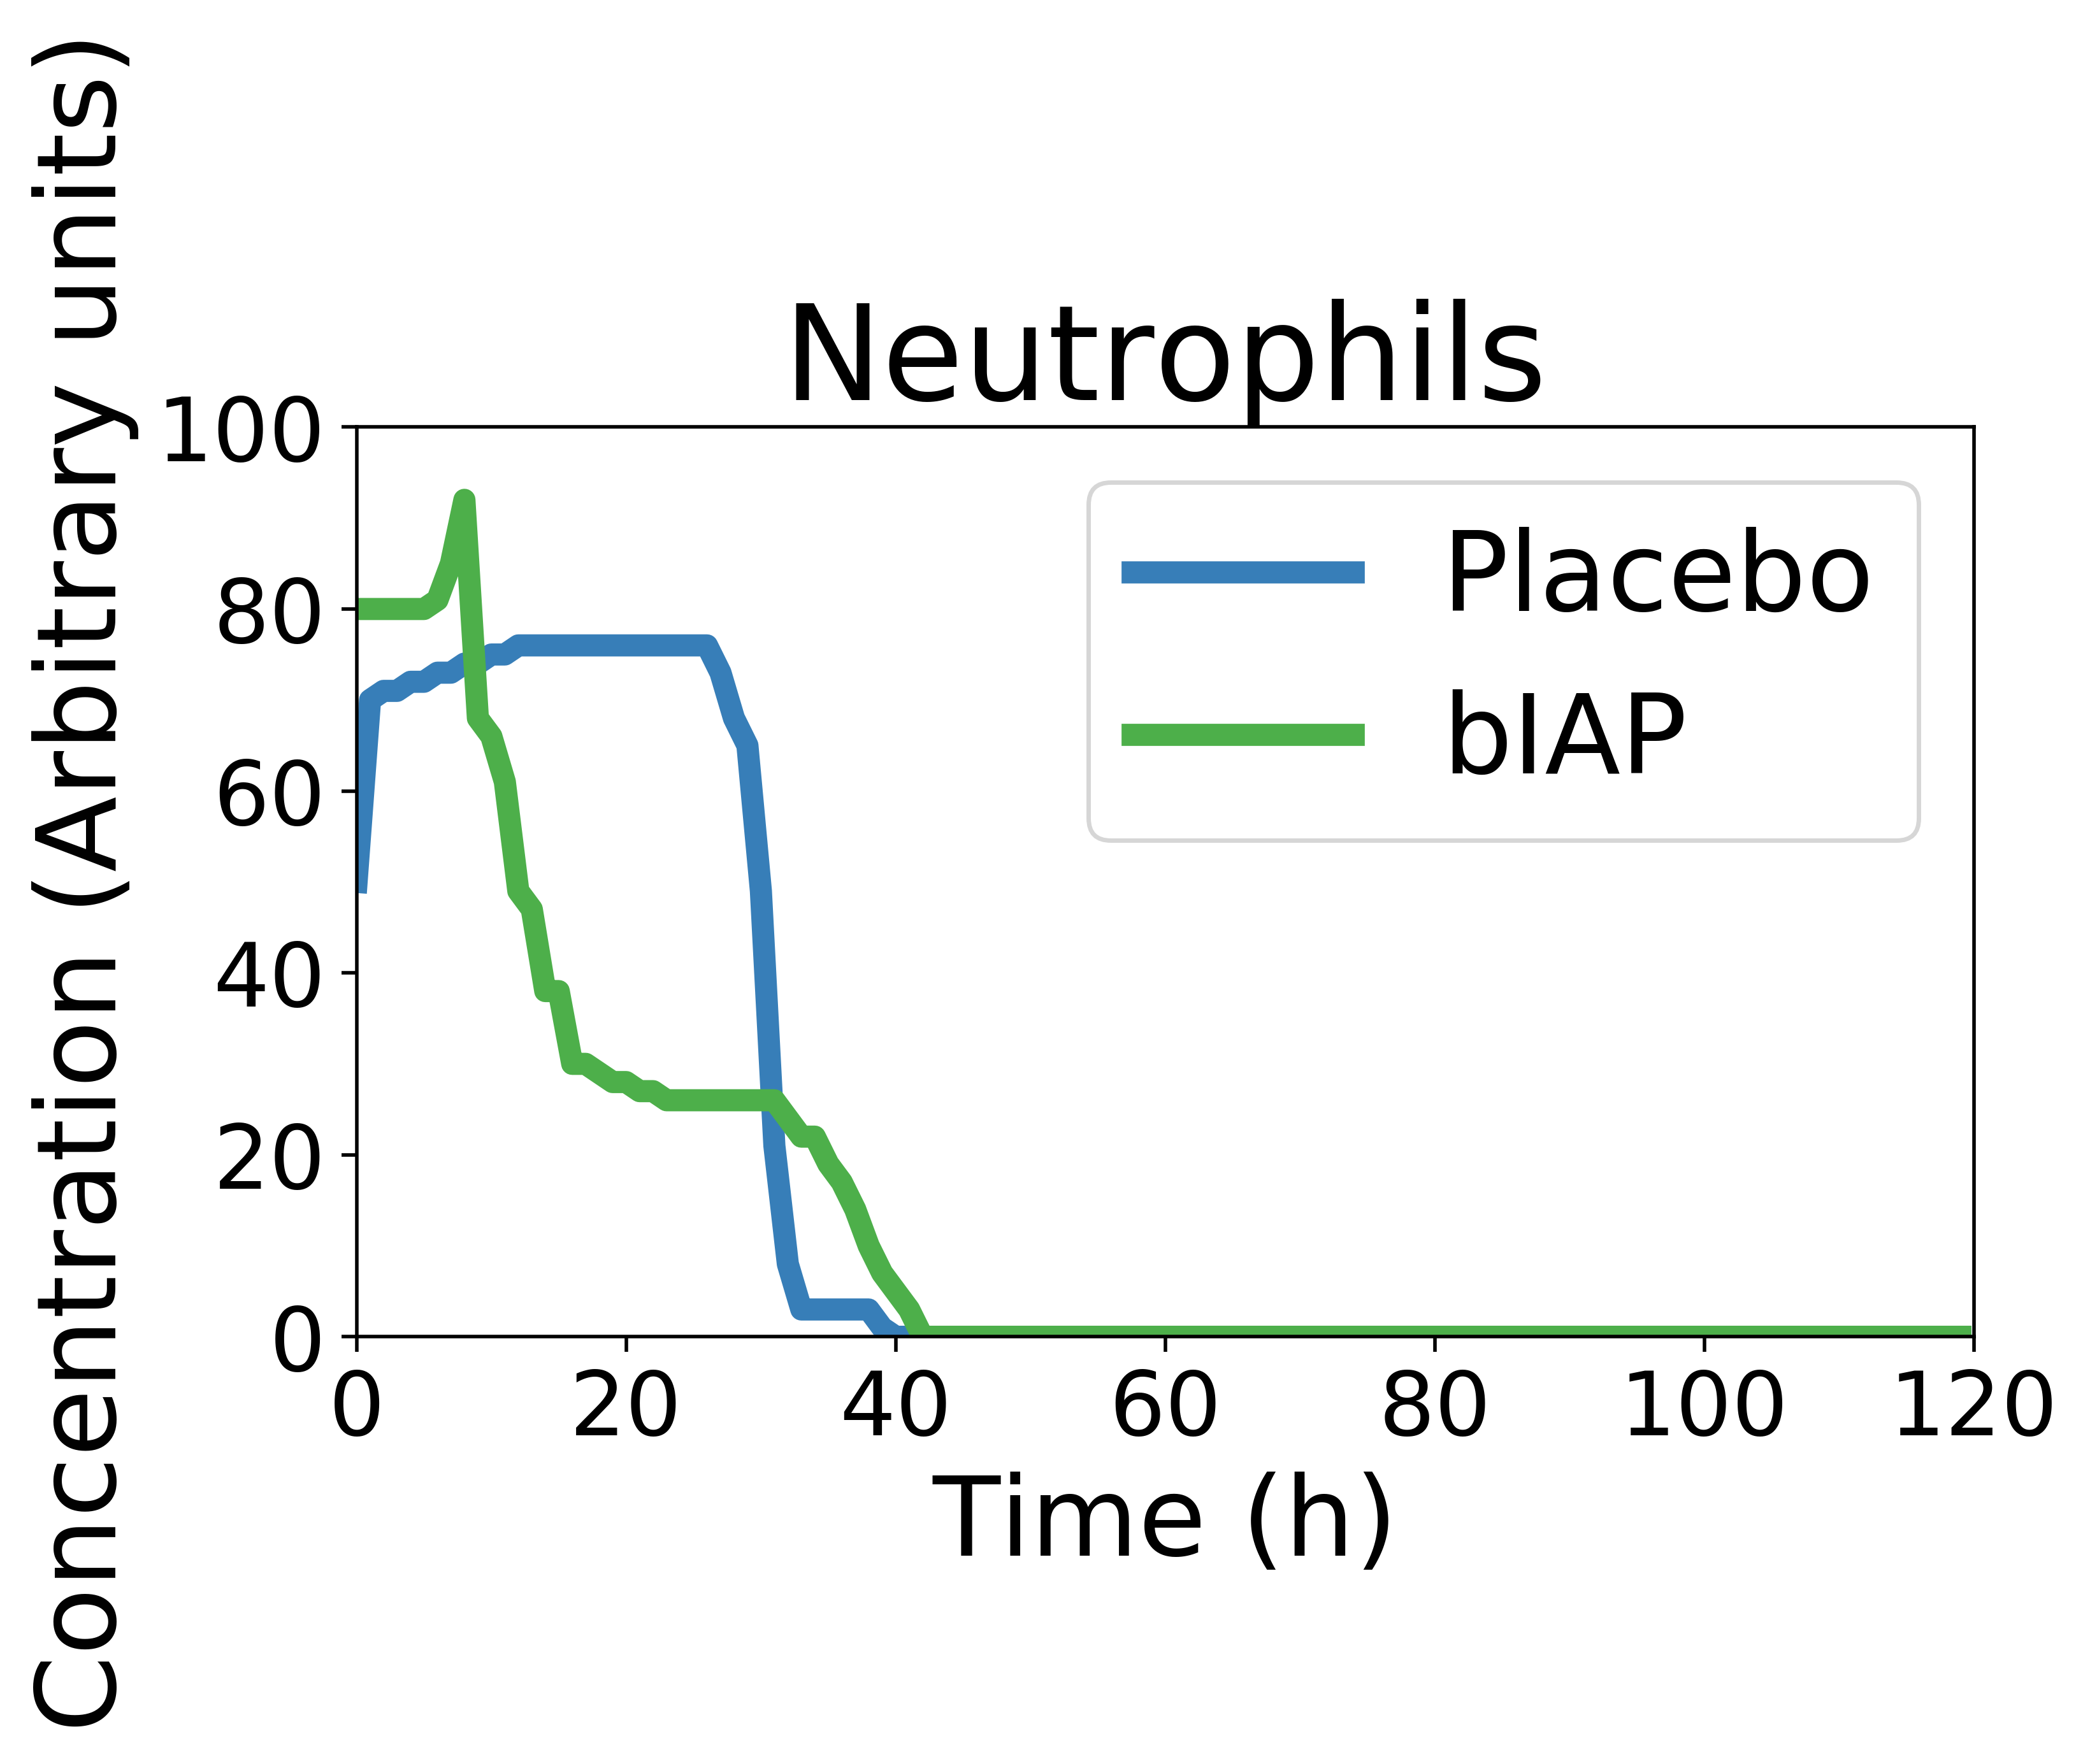 Neutrophils
Concentration (Arbitrary units)
100
80
60
40
20
0
Placebo
bIAP
0 20 40 60 80 100 120
Time (h)